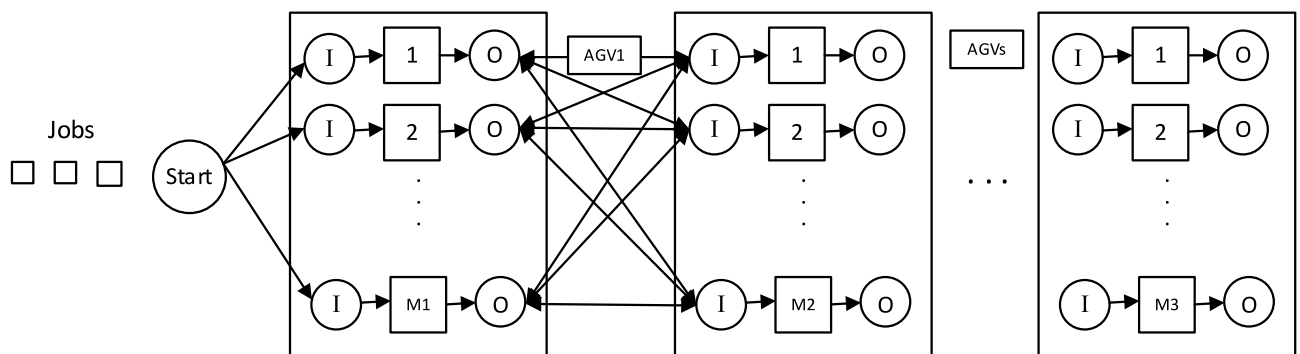 I 1 O AGV1 I 1 O AGVs I 1 O
Jobs I 2 O I 2 O I 2 O
Start . . . . . .
. . .
. . .
I M1 O I M2 O I M3 O